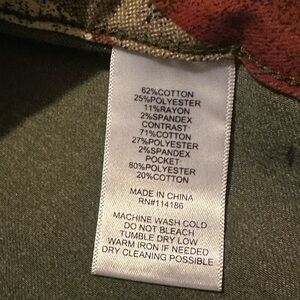 62%COTTON
25%POLYESTER
11%RAYON
2%SPANDEX
CONTRAST
71%COTTON
27%POLYESTER
2%SPANDEX
POCKET
80%POLYESTER
20%COTTON
MADE IN CHINA
RN#114186
MACHINE WASH COLD
DO NOT BLEACH
TUMBLE DRY LOW
WARM IRON IF NEEDED
DRY CLEANING POSSIBLE